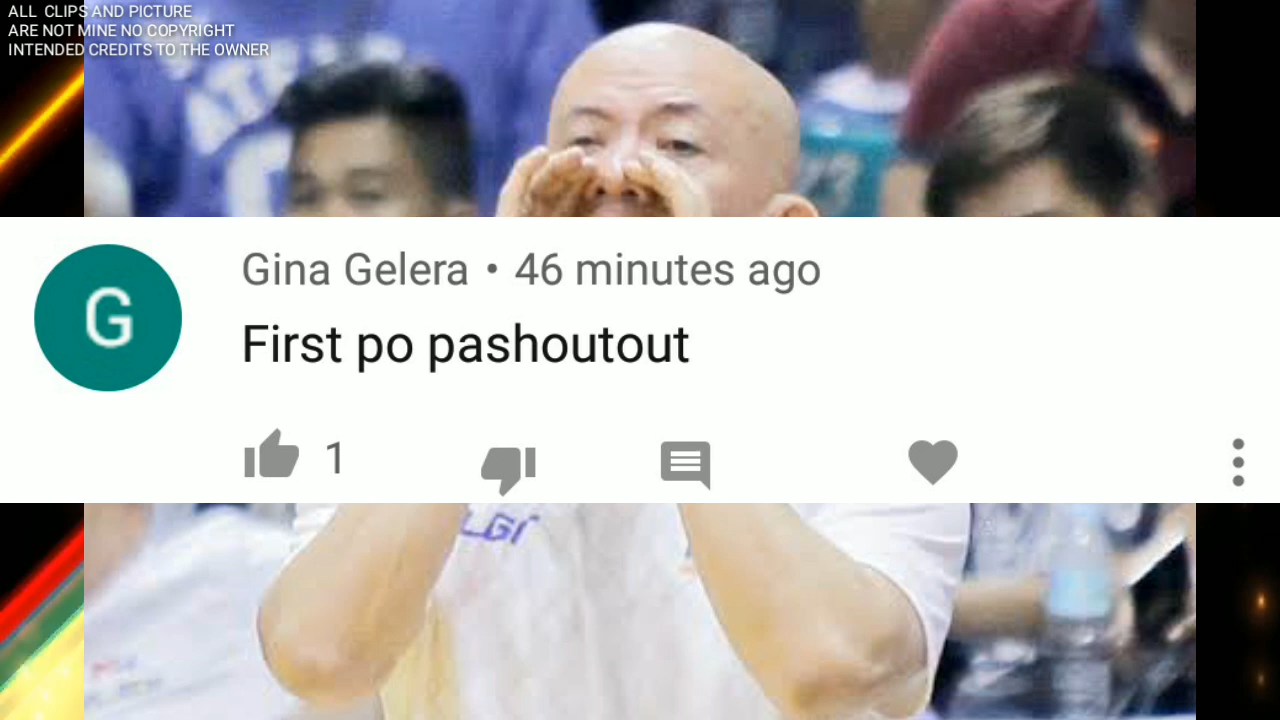 ALL CLIPS AND PICTURE
ARE NOT MINE NO COPYRIGHT
INTENDED CREDITS TO THE OWNER
G
Gina Gelera • 46 minutes ago
First po pashoutout
1